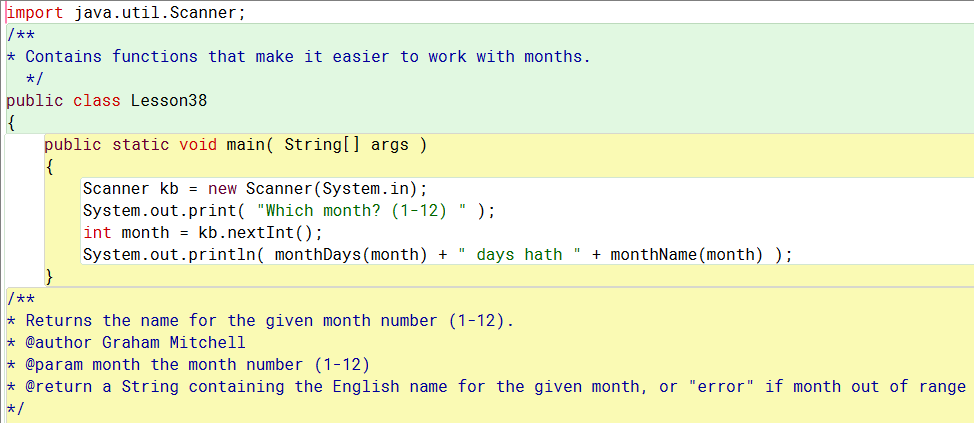 import java.util.Scanner;
/**
* Contains functions that make it easier to work with months.
  */
public class Lesson38
{
    public static void main( String[] args )
    {
        Scanner kb = new Scanner(System.in);
        System.out.print( "Which month? (1-12) " );
        int month = kb.nextInt();
        System.out.println( monthDays(month) + " days hath " + monthName(month) );
    }
/**
* Returns the name for the given month number (1-12).
* @author Graham Mitchell
* @param month the month number (1-12)
* @return a String containing the English name for the given month, or "error" if month out of range
*/